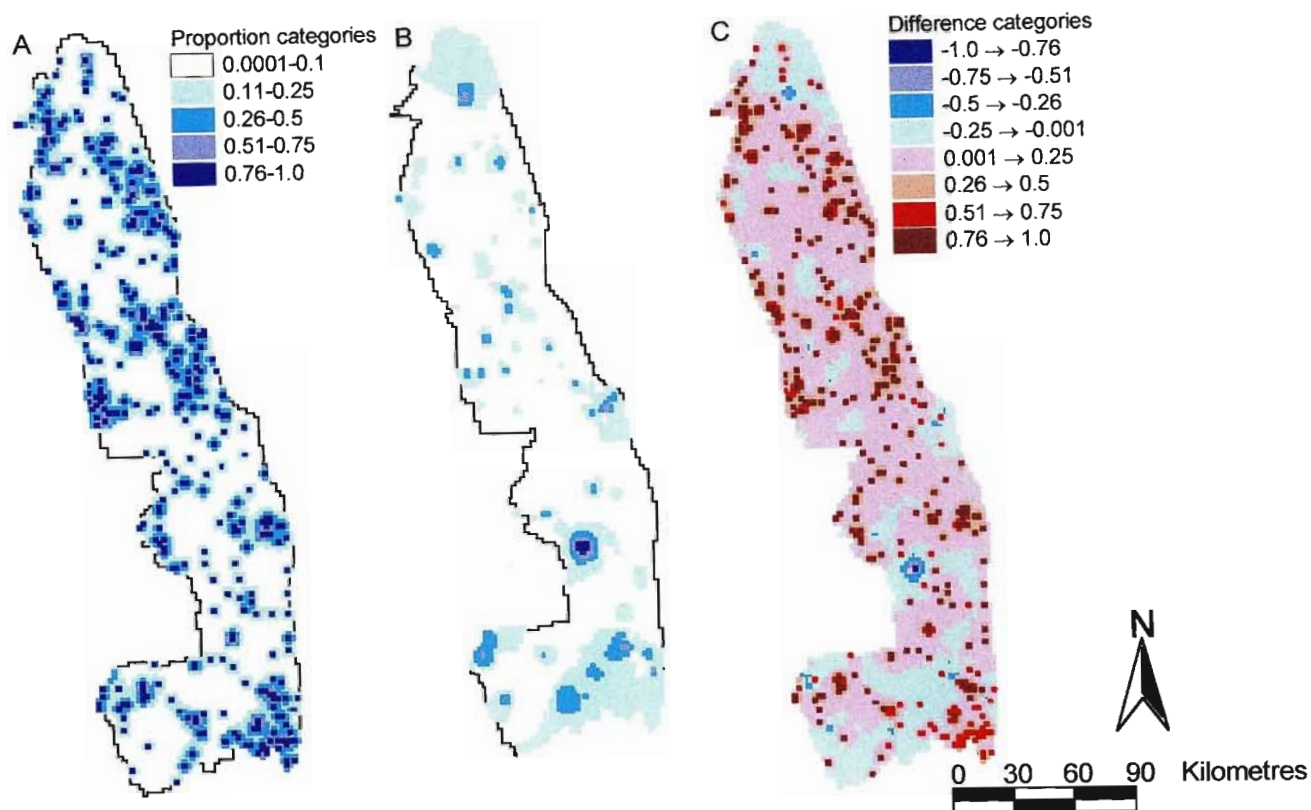 A
Proportion categories
0.0001-0.1
0.11-0.25
0.26-0.5
0.51-0.75
0.76-1.0
B
C
Difference categories
-1.0 → -0.76
-0.75 → -0.51
-0.5 → -0.26
-0.25 → -0.001
0.001 → 0.25
0.26 → 0.5
0.51 → 0.75
0.76 → 1.0
N
0 30 60 90 Kilometres